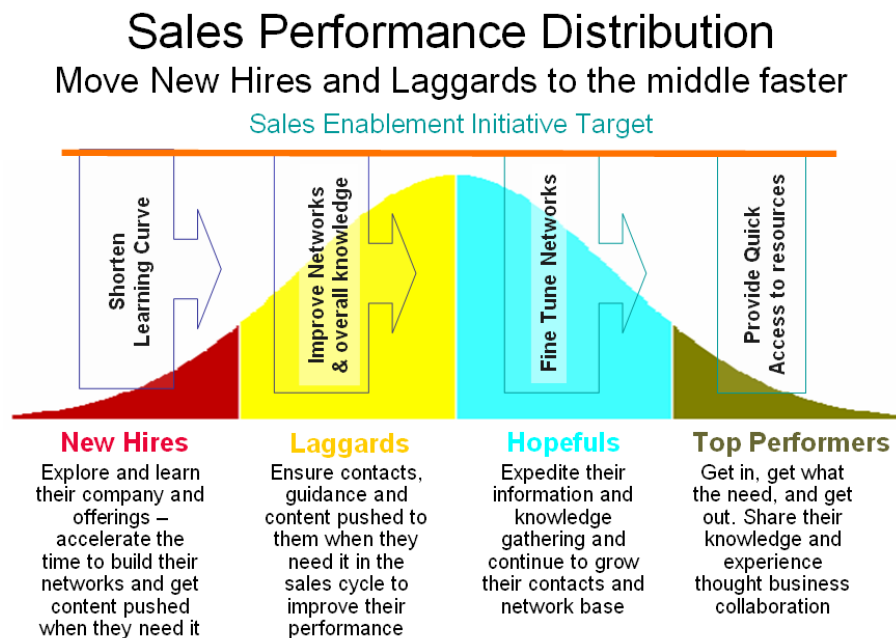 Sales Performance Distribution
Move New Hires and Laggards to the middle faster
Sales Enablement Initiative Target
Shorten
Learning Curve
Improve Networks
& overall knowledge
Fine Tune Networks
Provide Quick
Access to resources
New Hires
Explore and learn
their company and
offerings –
accelerate the
time to build their
networks and get
content pushed
when they need it
Laggards
Ensure contacts,
guidance and
content pushed to
them when they
need it in the
sales cycle to
improve their
performance
Hopefuls
Expedite their
information and
knowledge
gathering and
continue to grow
their contacts and
network base
Top Performers
Get in, get what
the need, and get
out. Share their
knowledge and
experience
thought business
collaboration